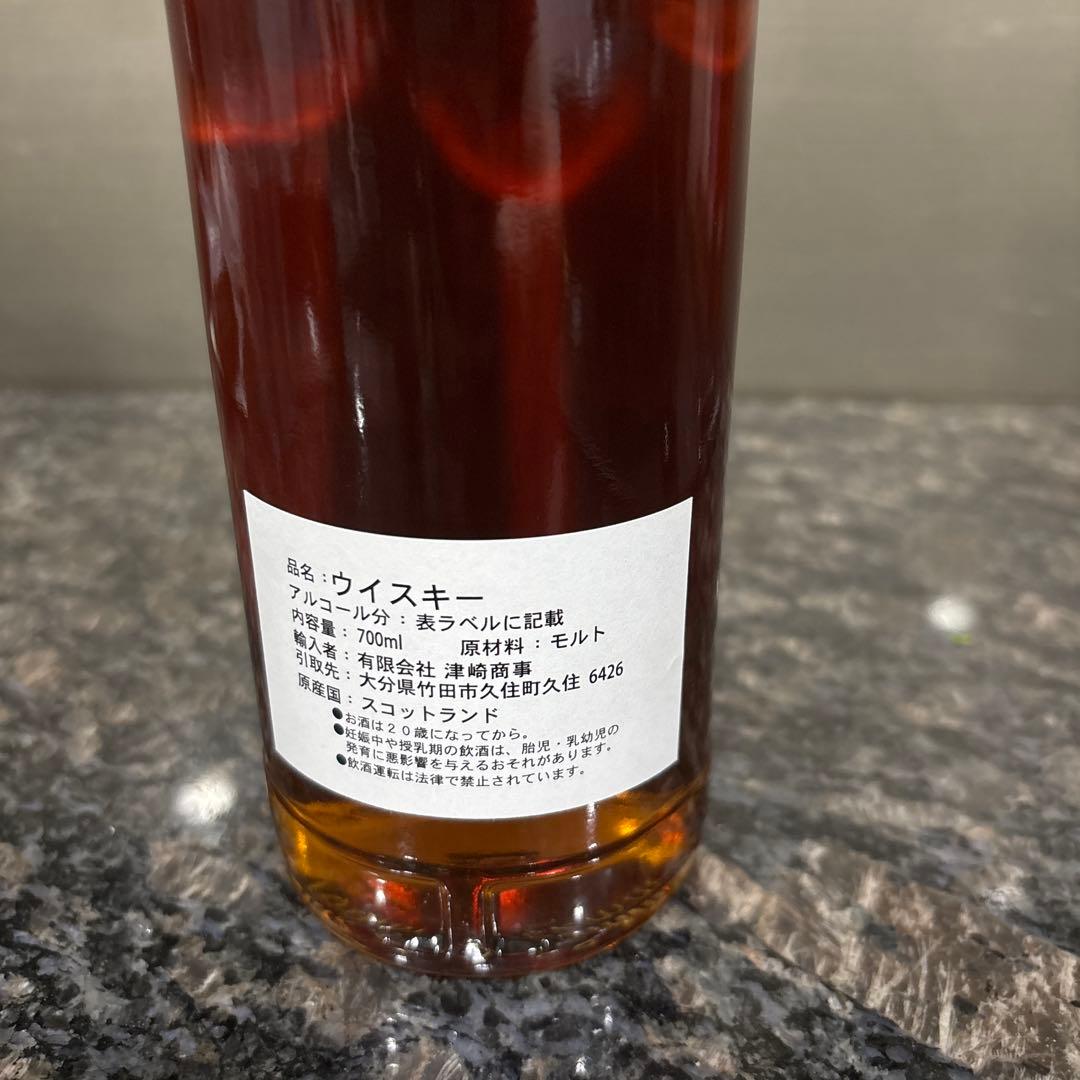 品名：ウイスキー
アルコール分：表ラベルに記載
内容量：700ml 原材料：モルト
輸入者：有限会社 津崎商事
引取先：大分県竹田市久住町久住 6426
原産国：スコットランド
●お酒は２０歳になってから。
●妊娠中や授乳期の飲酒は、胎児・乳幼児の
発育に悪影響を与えるおそれがあります。
●飲酒運転は法律で禁止されています。